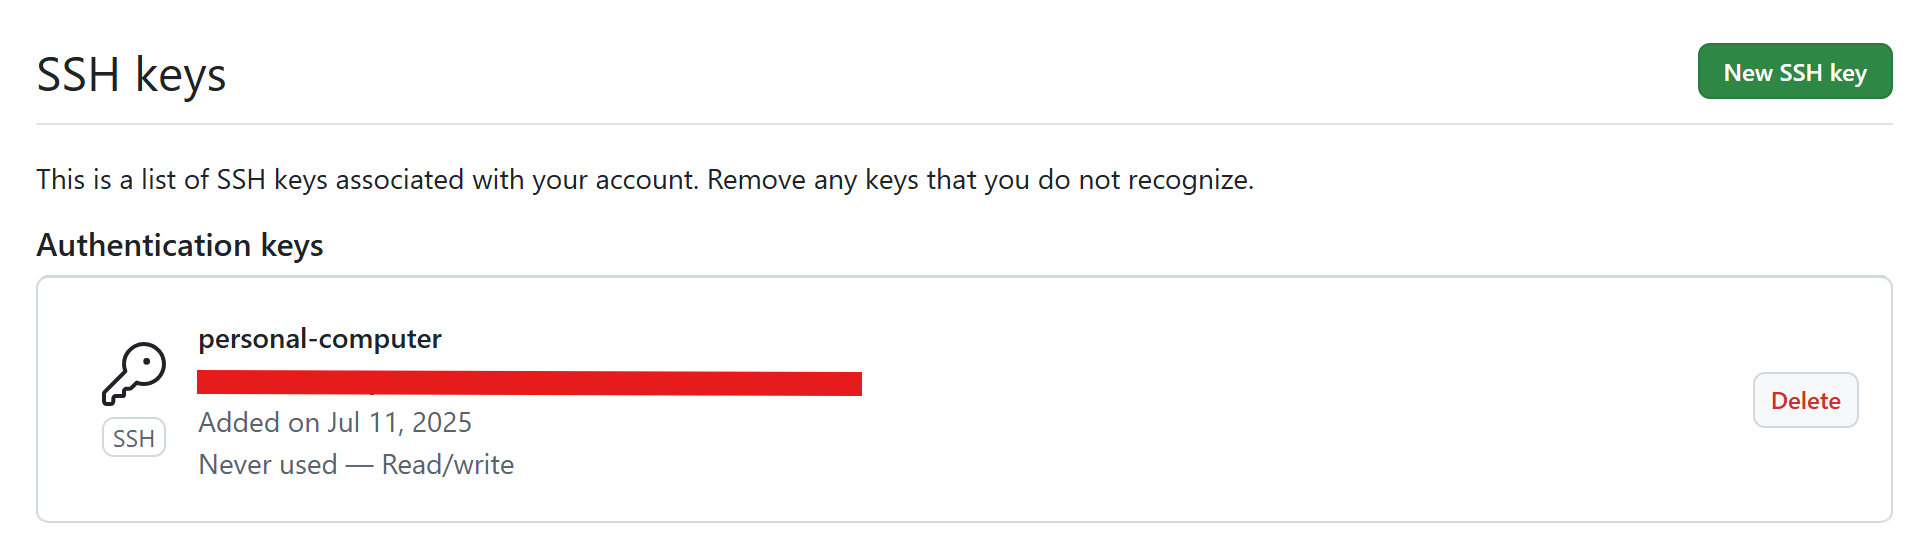 SSH keys
New SSH key
This is a list of SSH keys associated with your account. Remove any keys that you do not recognize.
Authentication keys
personal-computer
Added on Jul 11, 2025
Never used — Read/write
SSH
Delete